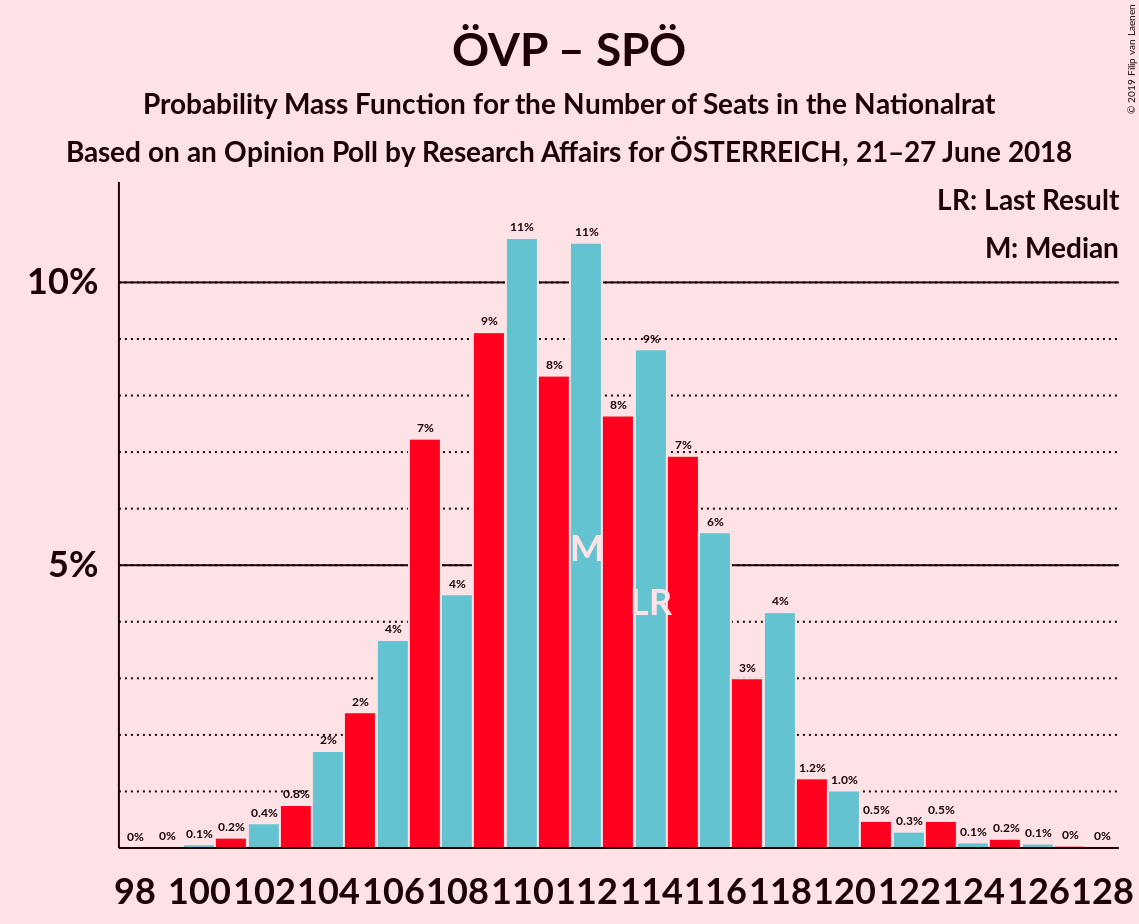 ÖVP – SPÖ
Probability Mass Function for the Number of Seats in the Nationalrat
Based on an Opinion Poll by Research Affairs for ÖSTERREICH, 21–27 June 2018
© 2019 Filip van Laenen
LR: Last Result
M: Median
10%
5%
0% 0% 0.1% 0.2% 0.4% 0.8% 2% 2% 4% 7% 4% 9% 11% 8% 11% 8% 9% 7% 6% 3% 4% 1.2% 1.0% 0.5% 0.3% 0.5% 0.1% 0.2% 0.1% 0% 0%
M
LR
98 100 102 104 106 108 110 112 114 116 118 120 122 124 126 128